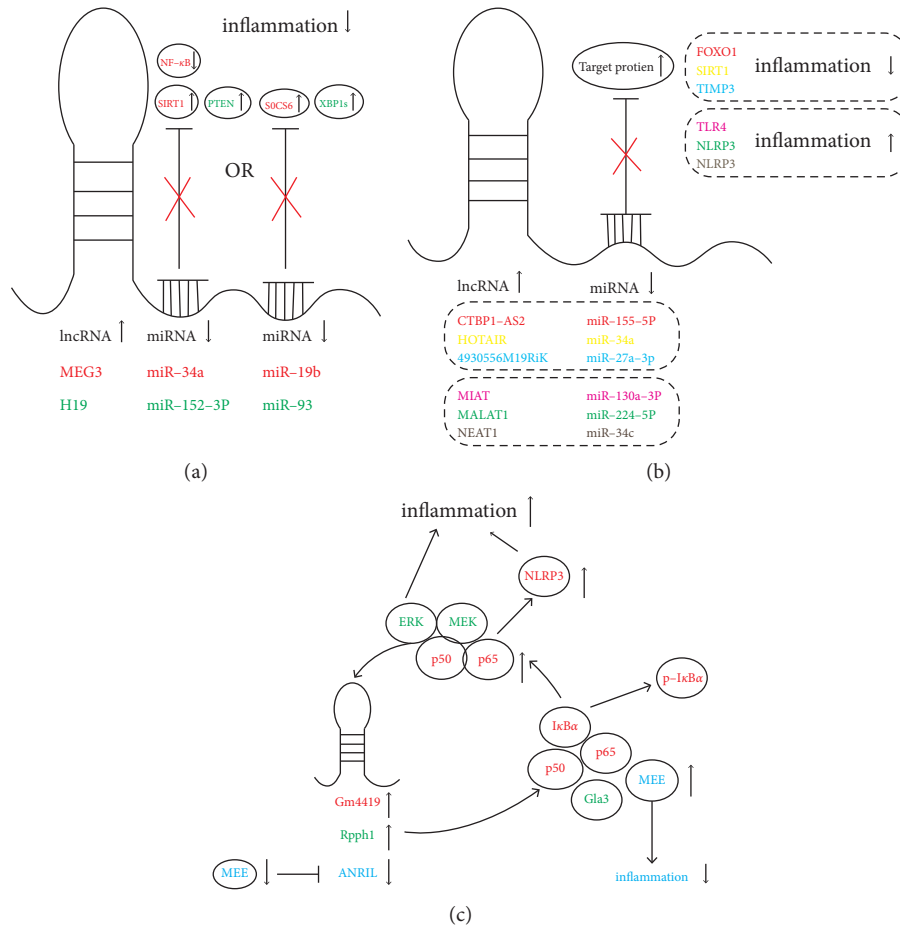 inflammation ↓
NF-κB ↓
SIRT1 ↑ PTEN ↑ S0CS6 ↑ XBP1s ↑
OR
lncRNA ↑ miRNA ↓ miRNA ↓
MEG3 miR-34a miR-19b
H19 miR-152-3P miR-93
(a)
Target protien ↑
FOXO1
SIRT1
TIMP3
inflammation ↓
TLR4
NLRP3
NLRP3
inflammation ↑
lncRNA ↑ miRNA ↓
CTBP1-AS2 miR-155-5P
HOTAIR miR-34a
4930556M19RiK miR-27a-3p
MIAT miR-130a-3P
MALAT1 miR-224-5P
NEAT1 miR-34c
(b)
inflammation ↑
NLRP3 ↑
ERK MEK
p50 p65 ↑
p-IκBα
IκBα
p50 p65
Gla3 MEE ↑
Gm4419 ↑
Rpph1 ↑
MEE ↓ ANRIL ↓
inflammation ↓
(c)